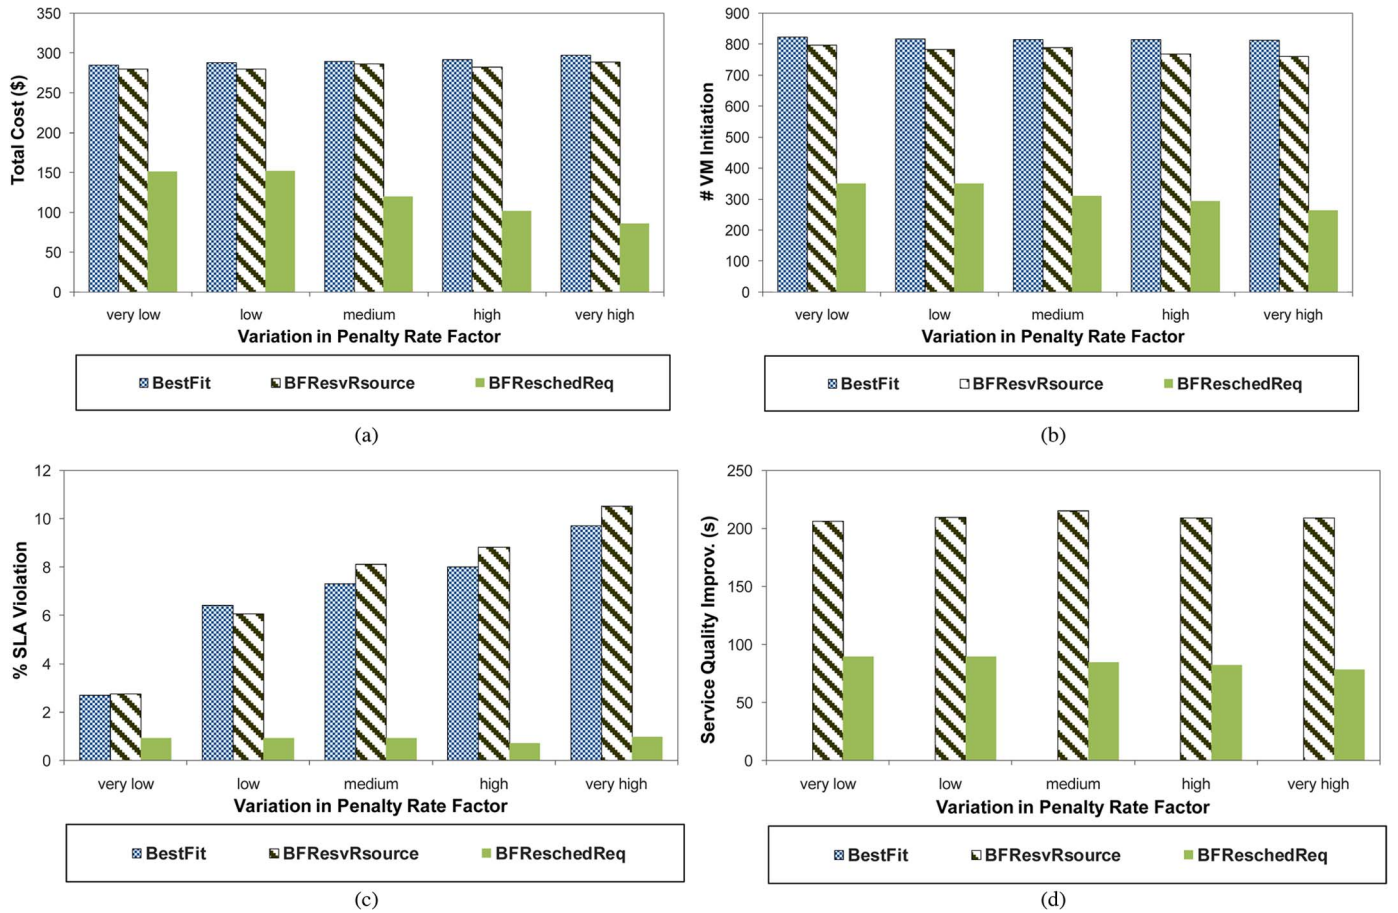 350
300
250
200
150
100
50
0
Total Cost ($)
very low low medium high very high
Variation in Penalty Rate Factor
BestFit BFResvRsource BFReschedReq
(a)
900
800
700
600
500
400
300
200
100
0
# VM Initiation
very low low medium high very high
Variation in Penalty Rate Factor
BestFit BFResvRsource BFReschedReq
(b)
12
10
8
6
4
2
0
% SLA Violation
very low low medium high very high
Variation in Penalty Rate Factor
BestFit BFResvRsource BFReschedReq
(c)
250
200
150
100
50
0
Service Quality Improv. (s)
very low low medium high very high
Variation in Penalty Rate Factor
BestFit BFResvRsource BFReschedReq
(d)